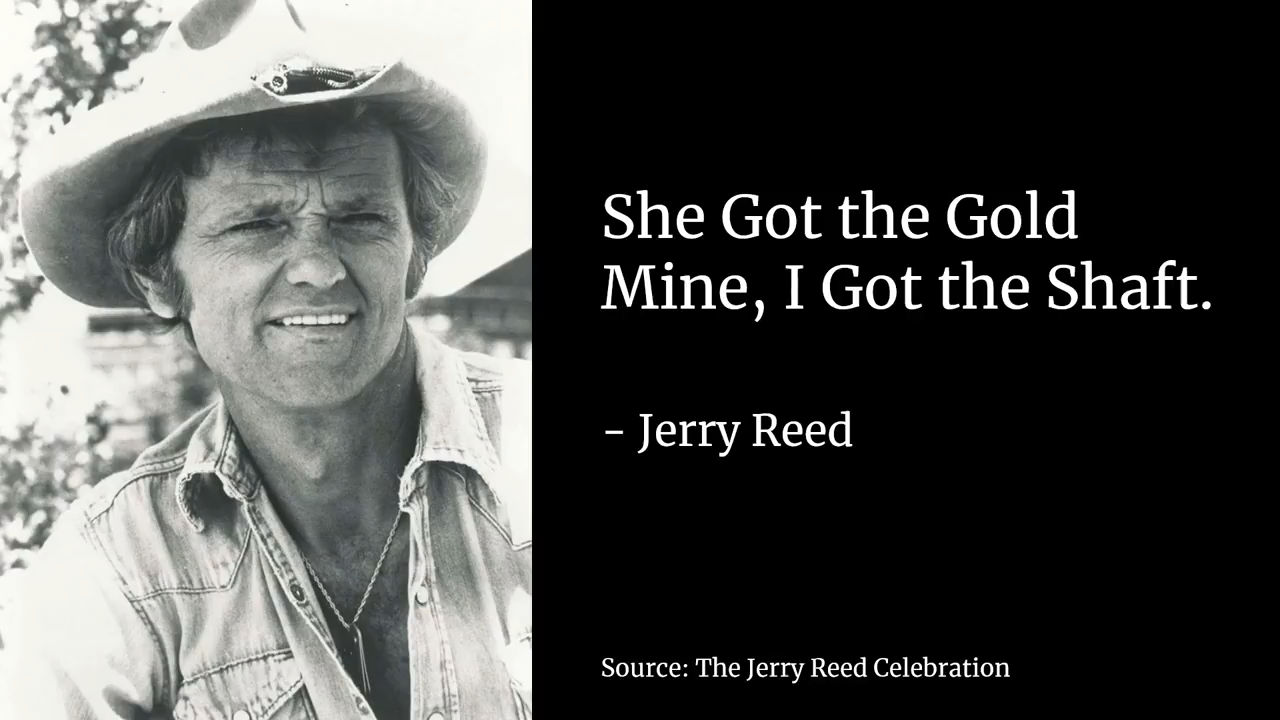 She Got the Gold
Mine, I Got the Shaft.
- Jerry Reed
Source: The Jerry Reed Celebration